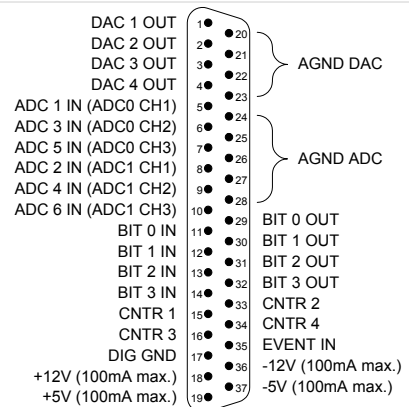 DAC 1 OUT 1 20
DAC 2 OUT 2 21
DAC 3 OUT 3 22
DAC 4 OUT 4 23
AGND DAC
ADC 1 IN (ADC0 CH1) 5 24
ADC 3 IN (ADC0 CH2) 6 25
ADC 5 IN (ADC0 CH3) 7 26
ADC 2 IN (ADC1 CH1) 8 27
ADC 4 IN (ADC1 CH2) 9 28
AGND ADC
ADC 6 IN (ADC1 CH3) 10 29 BIT 0 OUT
BIT 0 IN 11 30 BIT 1 OUT
BIT 1 IN 12 31 BIT 2 OUT
BIT 2 IN 13 32 BIT 3 OUT
BIT 3 IN 14 33 CNTR 2
CNTR 1 15 34 CNTR 4
CNTR 3 16 35 EVENT IN
DIG GND 17 36 -12V (100mA max.)
+12V (100mA max.) 18 37 -5V (100mA max.)
+5V (100mA max.) 19